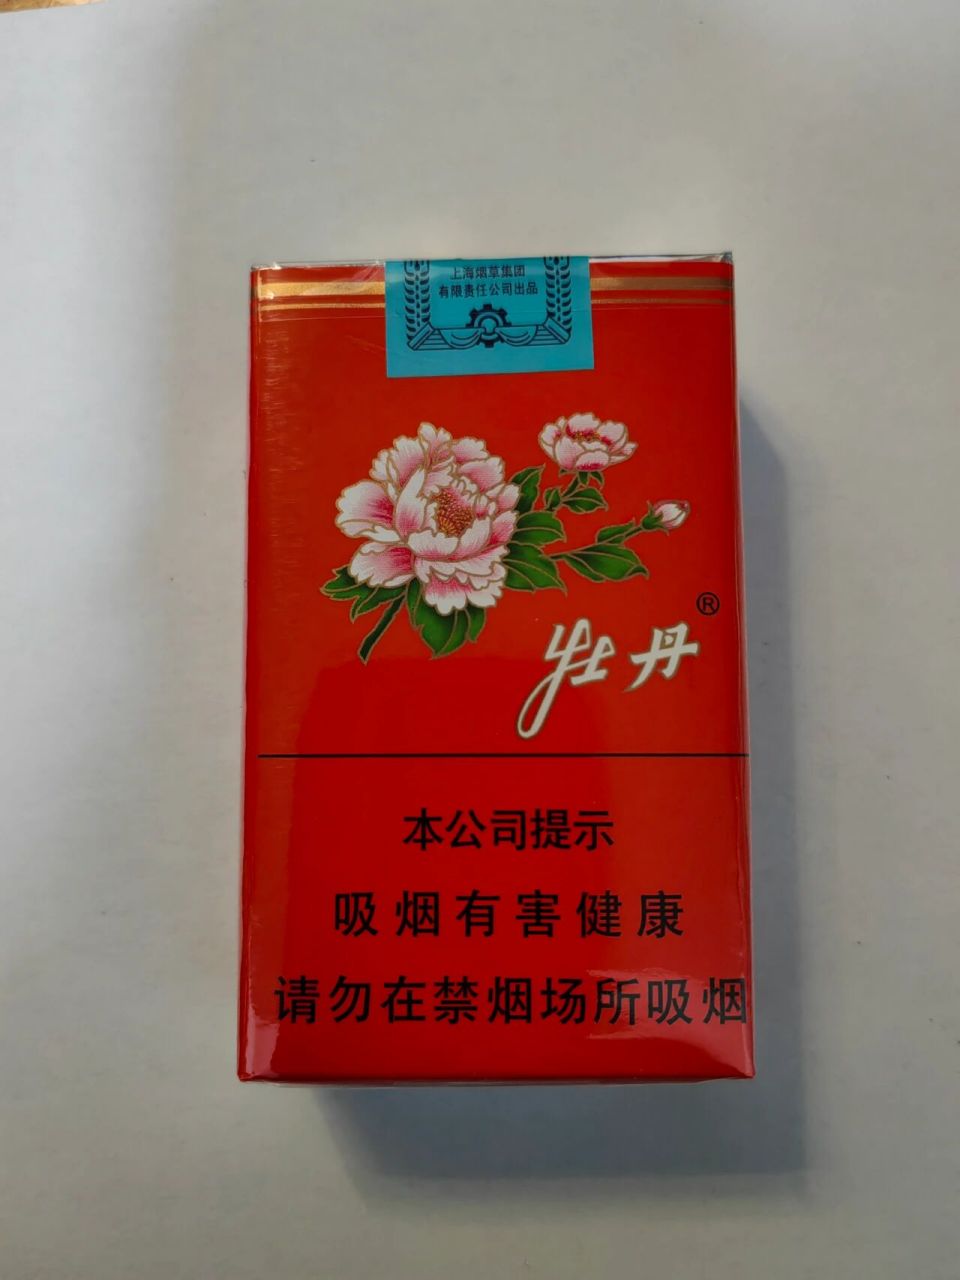 上海烟草集团
有限责任公司出品
牡丹®
本公司提示
吸烟有害健康
请勿在禁烟场所吸烟